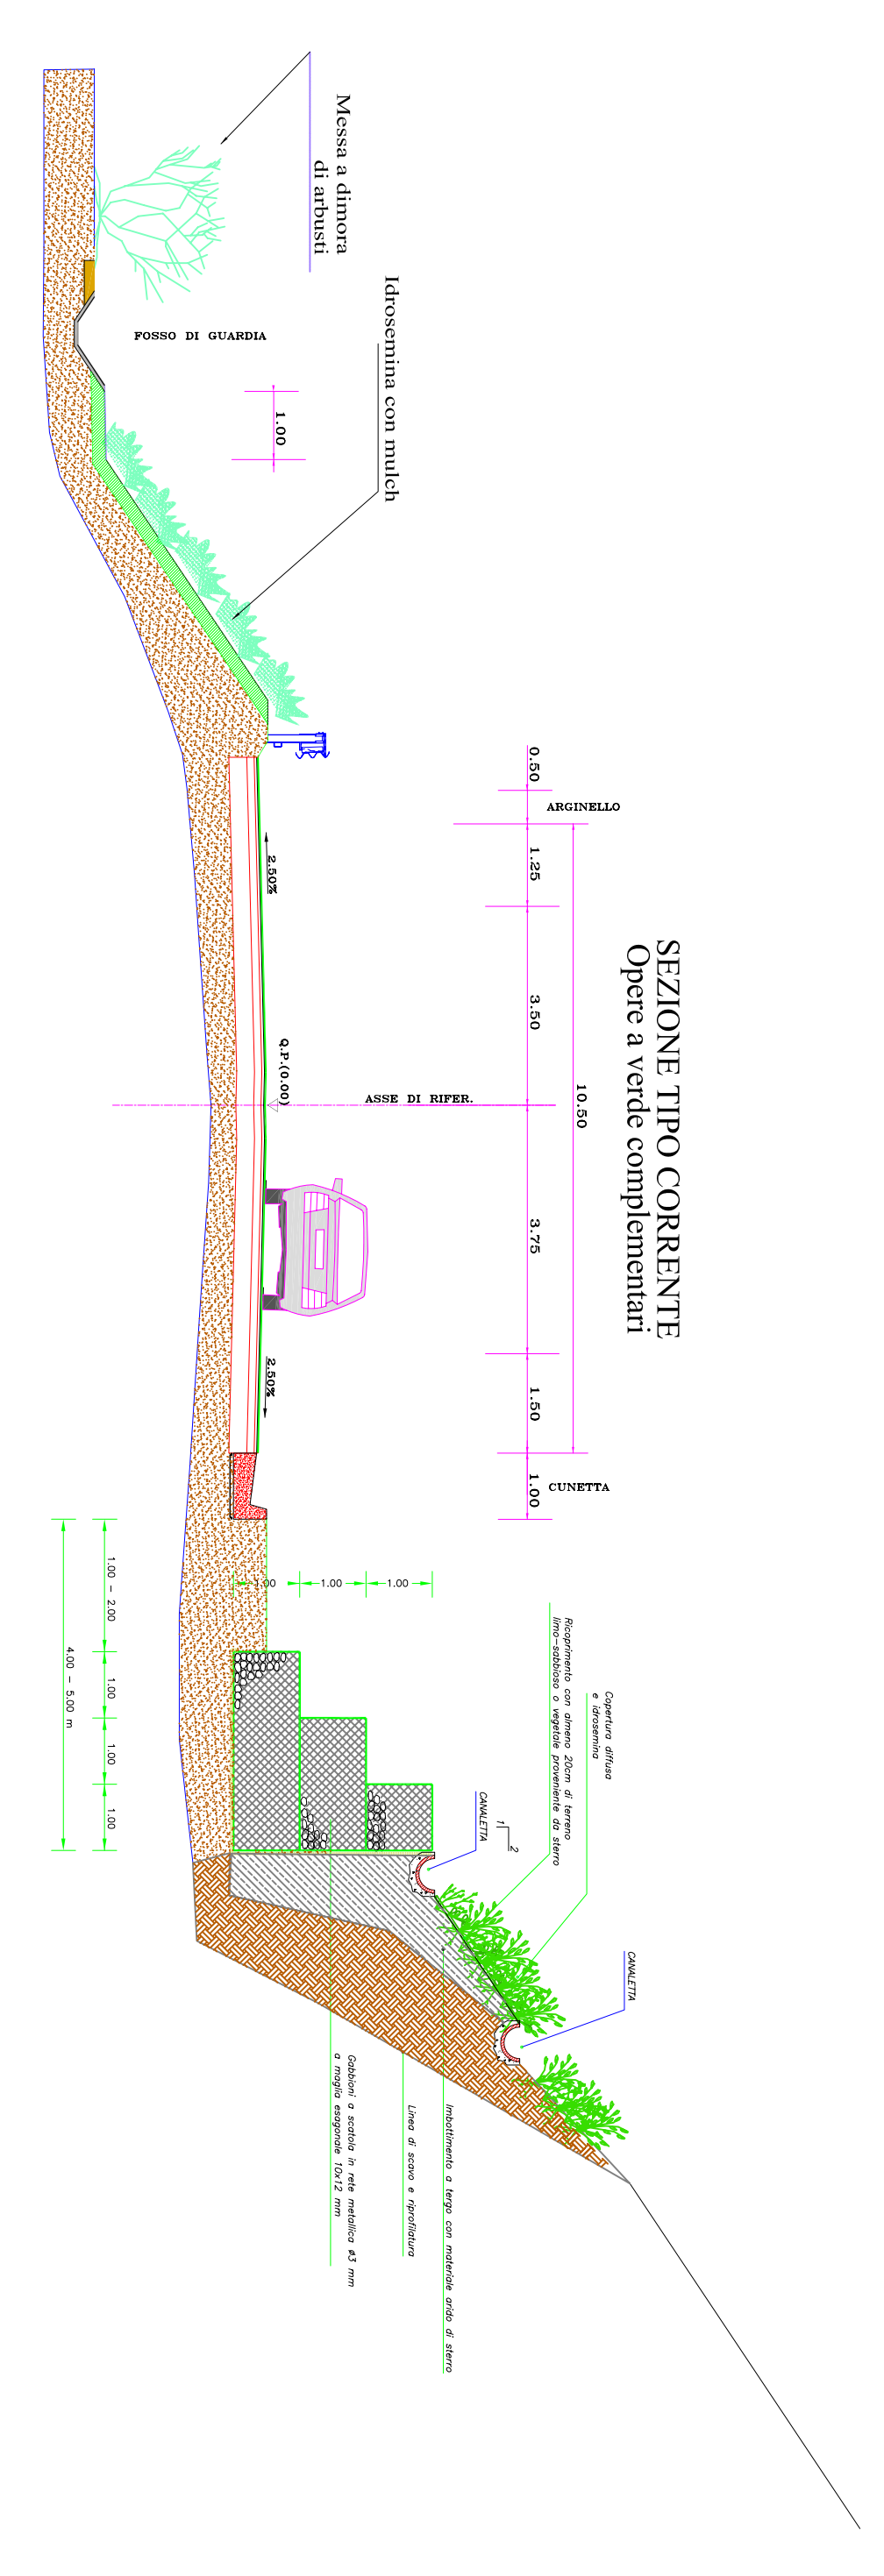 SEZIONE TIPO CORRENTE
Opere a verde complementari
Messa a dimora
di arbusti
Idrosemina con mulch
FOSSO DI GUARDIA
1.00
0.50
ARGINELLO
1.25
3.50
10.50
3.75
1.50
1.00
CUNETTA
ASSE DI RIFER.
Q.P.(0.00)
2.50%
2.50%
1.00
1.00
1.00
1.00 – 2.00
1.00
1.00
1.00
4.00 – 5.00 m
Copertura diffusa
e idrosemina
Ricoprimento con almeno 20cm di terreno
limo-sabbioso o vegetale proveniente da sterro
CANALETTA
1
2
CANALETTA
Imbottimento a tergo con materiale arido di sterro
Linea di scavo e riprofilatura
Gabbioni a scatola in rete metallica ø3 mm
a maglia esagonale 10x12 mm